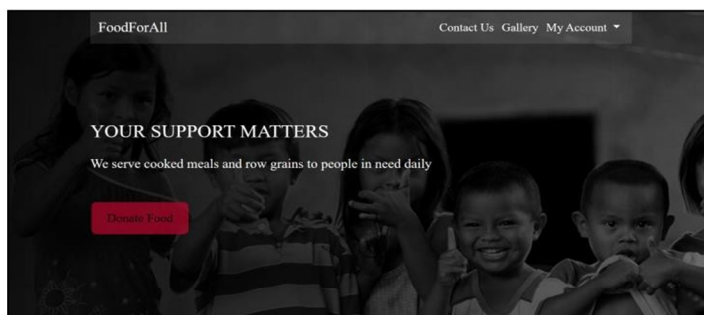 FoodForAll
Contact Us Gallery My Account
YOUR SUPPORT MATTERS
We serve cooked meals and row grains to people in need daily
Donate Food